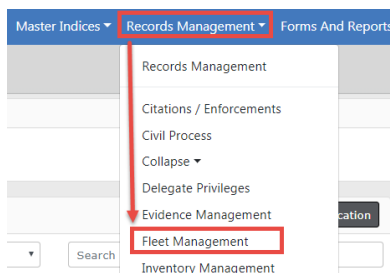 Master Indices Records Management Forms And Reports
Records Management
Citations / Enforcements
Civil Process
Collapse
Delegate Privileges
Evidence Management
cation
Fleet Management
Search
Inventory Management